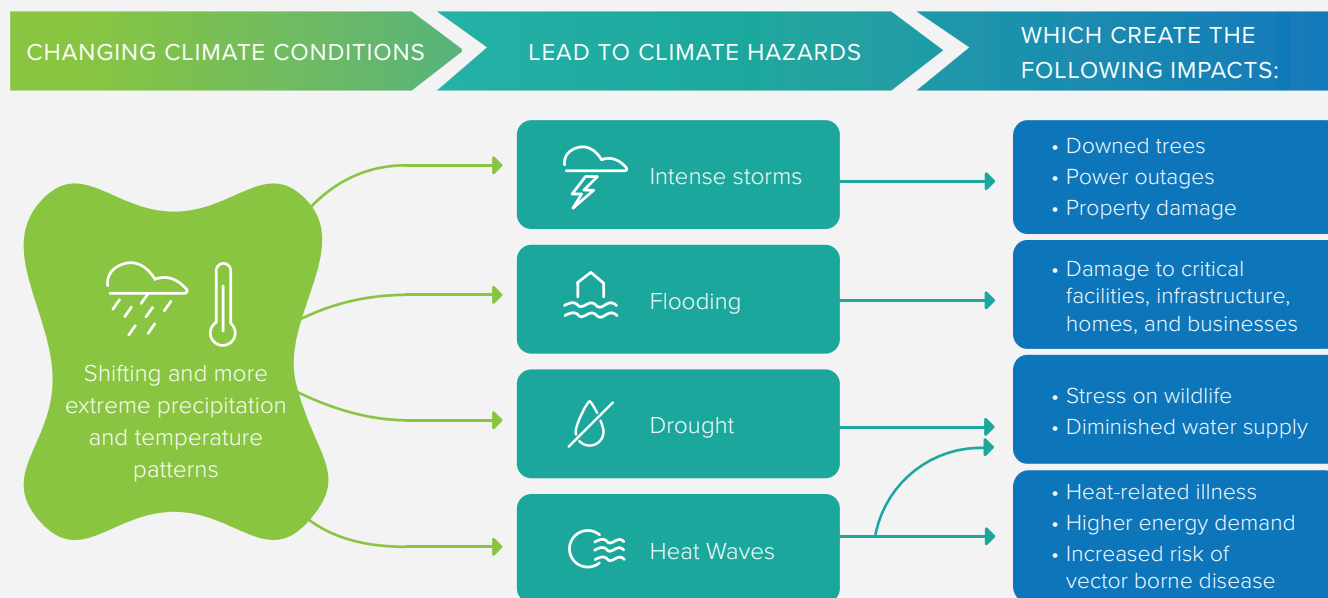 CHANGING CLIMATE CONDITIONS
LEAD TO CLIMATE HAZARDS
WHICH CREATE THE
FOLLOWING IMPACTS:
Shifting and more
extreme precipitation
and temperature
patterns
Intense storms
• Downed trees
• Power outages
• Property damage
Flooding
• Damage to critical
facilities, infrastructure,
homes, and businesses
Drought
• Stress on wildlife
• Diminished water supply
Heat Waves
• Heat-related illness
• Higher energy demand
• Increased risk of
vector borne disease